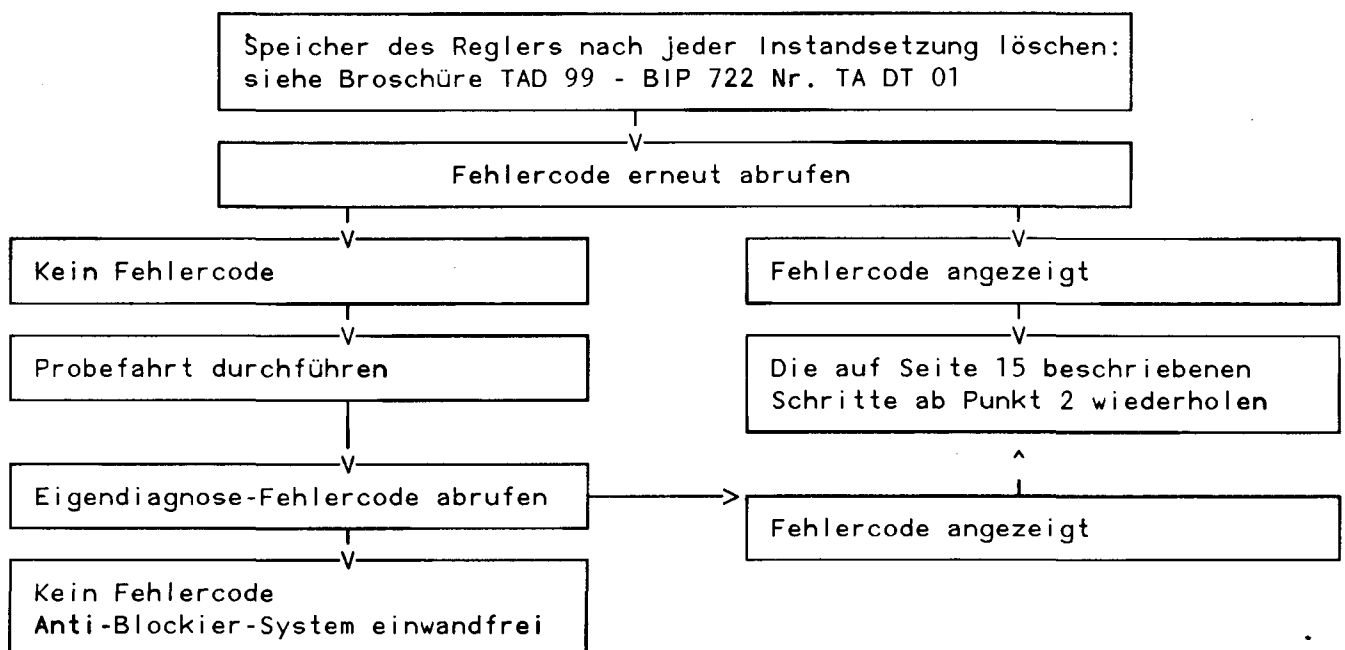 Speicher des Reglers nach jeder Instandsetzung löschen:
siehe Broschüre TAD 99 - BIP 722 Nr. TA DT 01
Fehlercode erneut abrufen
Kein Fehlercode
Fehlercode angezeigt
Probefahrt durchführen
Die auf Seite 15 beschriebenen
Schritte ab Punkt 2 wiederholen
Eigendiagnose-Fehlercode abrufen
Fehlercode angezeigt
Kein Fehlercode
Anti-Blockier-System einwandfrei